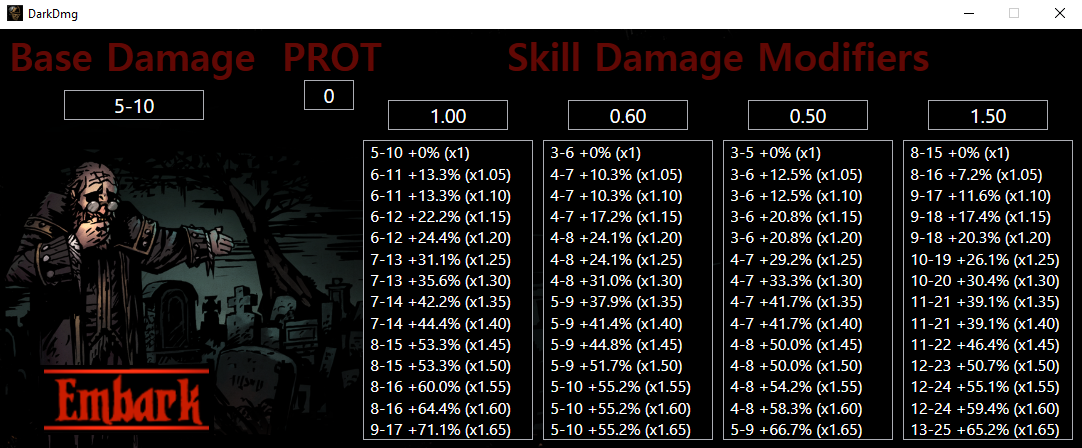 DarkDmg
Base Damage PROT Skill Damage Modifiers
5-10 0
1.00 0.60 0.50 1.50
5-10 +0% (x1) 3-6 +0% (x1) 3-5 +0% (x1) 8-15 +0% (x1)
6-11 +13.3% (x1.05) 4-7 +10.3% (x1.05) 3-6 +12.5% (x1.05) 8-16 +7.2% (x1.05)
6-11 +13.3% (x1.10) 4-7 +10.3% (x1.10) 3-6 +12.5% (x1.10) 9-17 +11.6% (x1.10)
6-12 +22.2% (x1.15) 4-7 +17.2% (x1.15) 3-6 +20.8% (x1.15) 9-18 +17.4% (x1.15)
6-12 +24.4% (x1.20) 4-8 +24.1% (x1.20) 3-6 +20.8% (x1.20) 9-18 +20.3% (x1.20)
7-13 +31.1% (x1.25) 4-8 +24.1% (x1.25) 4-7 +29.2% (x1.25) 10-19 +26.1% (x1.25)
7-13 +35.6% (x1.30) 4-8 +31.0% (x1.30) 4-7 +33.3% (x1.30) 10-20 +30.4% (x1.30)
7-14 +42.2% (x1.35) 5-9 +37.9% (x1.35) 4-7 +41.7% (x1.35) 11-21 +39.1% (x1.35)
7-14 +44.4% (x1.40) 5-9 +41.4% (x1.40) 4-7 +41.7% (x1.40) 11-21 +39.1% (x1.40)
8-15 +53.3% (x1.45) 5-9 +44.8% (x1.45) 4-8 +50.0% (x1.45) 11-22 +46.4% (x1.45)
8-15 +53.3% (x1.50) 5-9 +51.7% (x1.50) 4-8 +50.0% (x1.50) 12-23 +50.7% (x1.50)
8-16 +60.0% (x1.55) 5-10 +55.2% (x1.55) 4-8 +54.2% (x1.55) 12-24 +55.1% (x1.55)
8-16 +64.4% (x1.60) 5-10 +55.2% (x1.60) 4-8 +58.3% (x1.60) 12-24 +59.4% (x1.60)
9-17 +71.1% (x1.65) 5-10 +55.2% (x1.65) 5-9 +66.7% (x1.65) 13-25 +65.2% (x1.65)
Embark